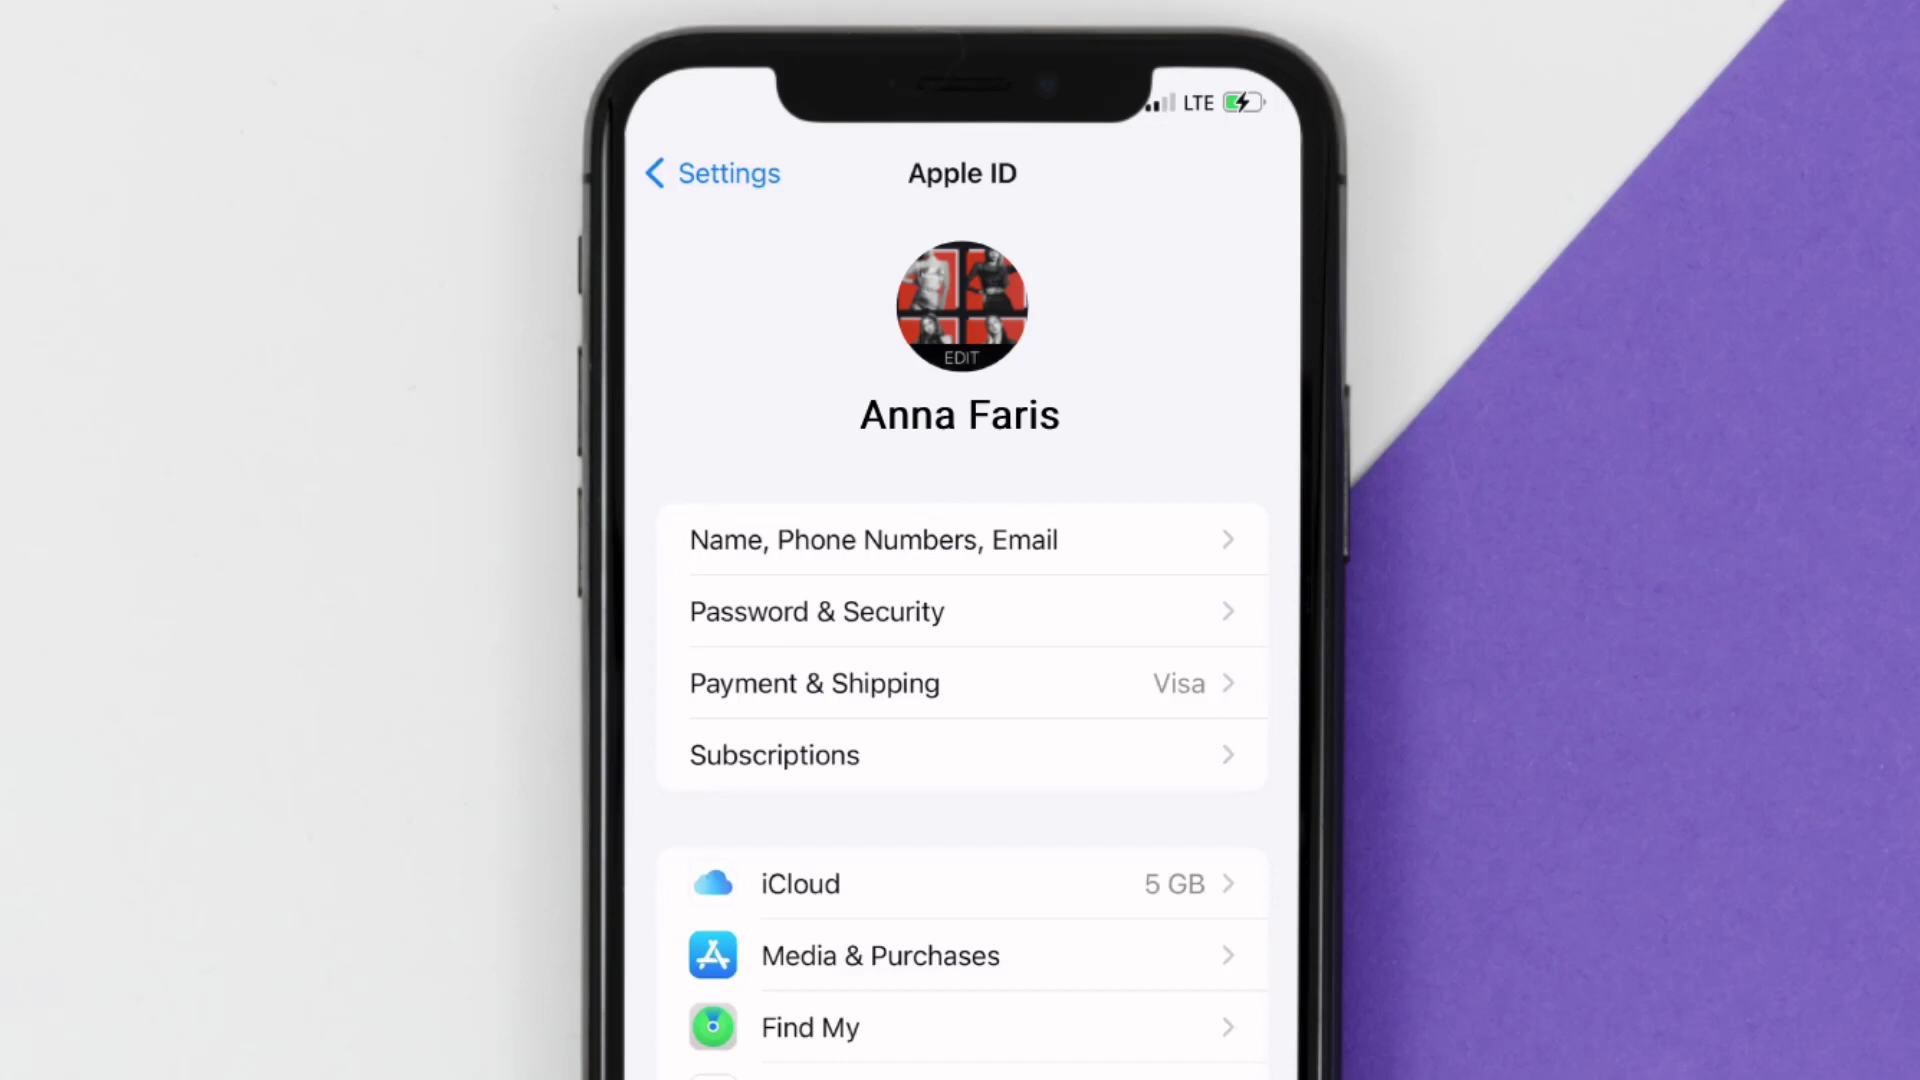 LTE
Settings
Apple ID
EDIT
Anna Faris
Name, Phone Numbers, Email
Password & Security
Payment & Shipping Visa
Subscriptions
iCloud 5 GB
Media & Purchases
Find My